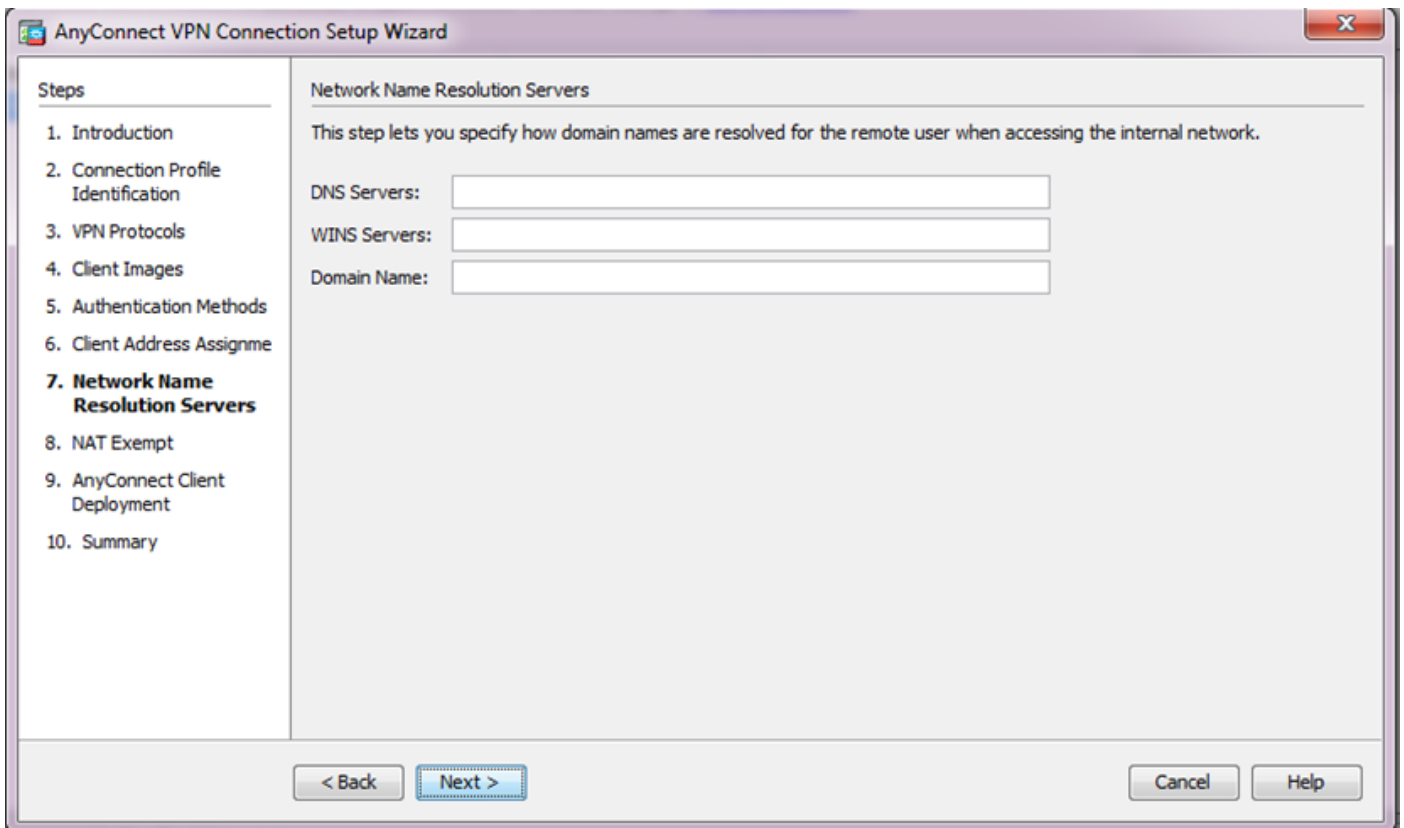 AnyConnect VPN Connection Setup Wizard
Steps
1. Introduction
2. Connection Profile
Identification
3. VPN Protocols
4. Client Images
5. Authentication Methods
6. Client Address Assignme
7. Network Name
Resolution Servers
8. NAT Exempt
9. AnyConnect Client
Deployment
10. Summary
Network Name Resolution Servers
This step lets you specify how domain names are resolved for the remote user when accessing the internal network.
DNS Servers:
WINS Servers:
Domain Name:
< Back
Next >
Cancel
Help